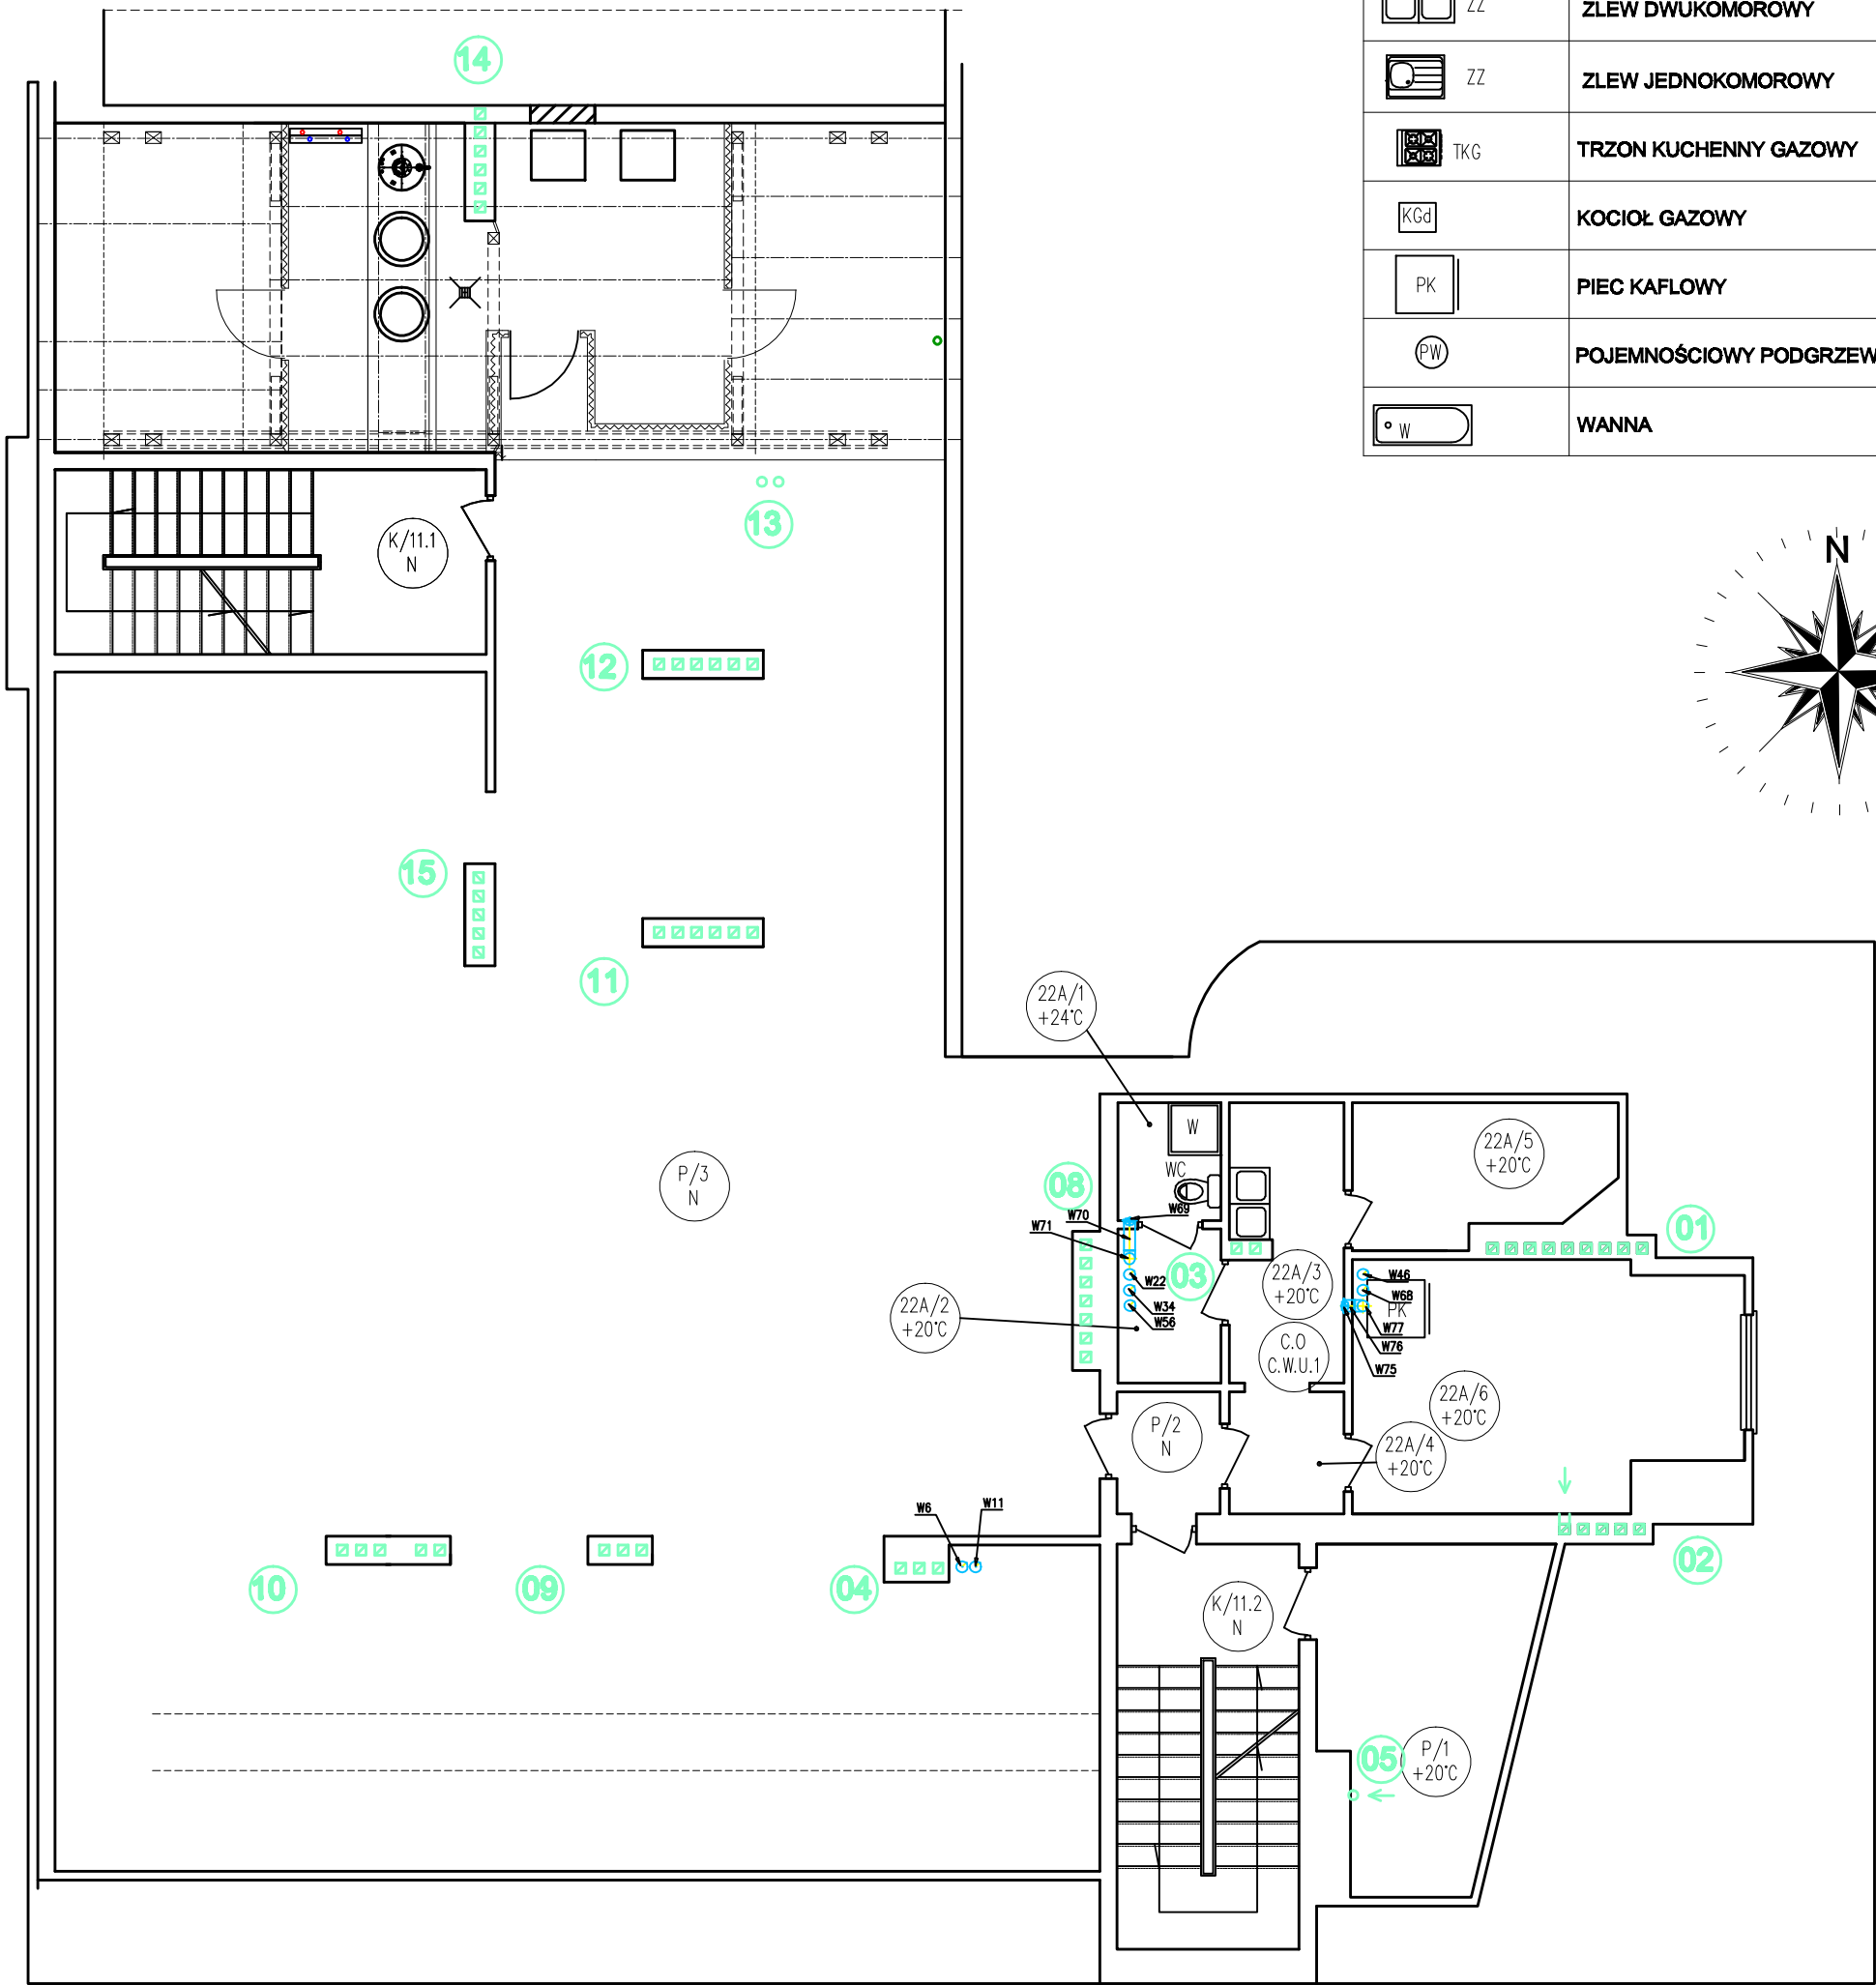 ZZ
ZLEW DWUKOMOROWY
ZZ
ZLEW JEDNOKOMOROWY
TKG
TRZON KUCHENNY GAZOWY
KGd
KOCIOŁ GAZOWY
PK
PIEC KAFLOWY
PW
POJEMNOŚCIOWY PODGRZEW
W
WANNA
N
14
13
K/11.1
N
12
15
11
22A/1
+24°C
W
WC
22A/5
+20°C
P/3
N
08
W69
W70
W71
01
03
22A/3
+20°C
W22
W34
W56
W46
W68
PK
W77
W76
W75
22A/2
+20°C
C.O
C.W.U.1
22A/6
+20°C
P/2
N
22A/4
+20°C
W6
W11
10
09
04
02
K/11.2
N
05
P/1
+20°C